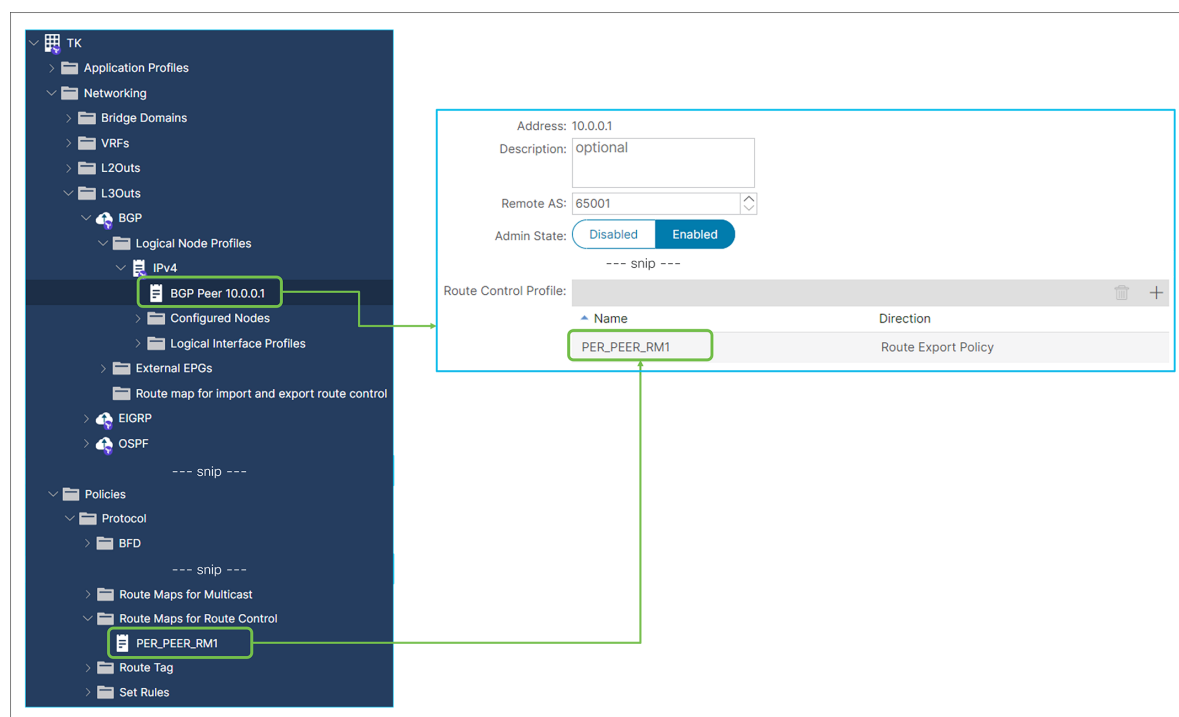 TK
Application Profiles
Networking
Bridge Domains
VRFs
L2Outs
L3Outs
BGP
Logical Node Profiles
IPv4
BGP Peer 10.0.0.1
Configured Nodes
Logical Interface Profiles
External EPGs
Route map for import and export route control
EIGRP
OSPF
--- snip ---
Policies
Protocol
BFD
--- snip ---
Route Maps for Multicast
Route Maps for Route Control
PER_PEER_RM1
Route Tag
Set Rules
Address: 10.0.0.1
Description: optional
Remote AS: 65001
Admin State: Disabled Enabled
--- snip ---
Route Control Profile:
Name Direction
PER_PEER_RM1 Route Export Policy